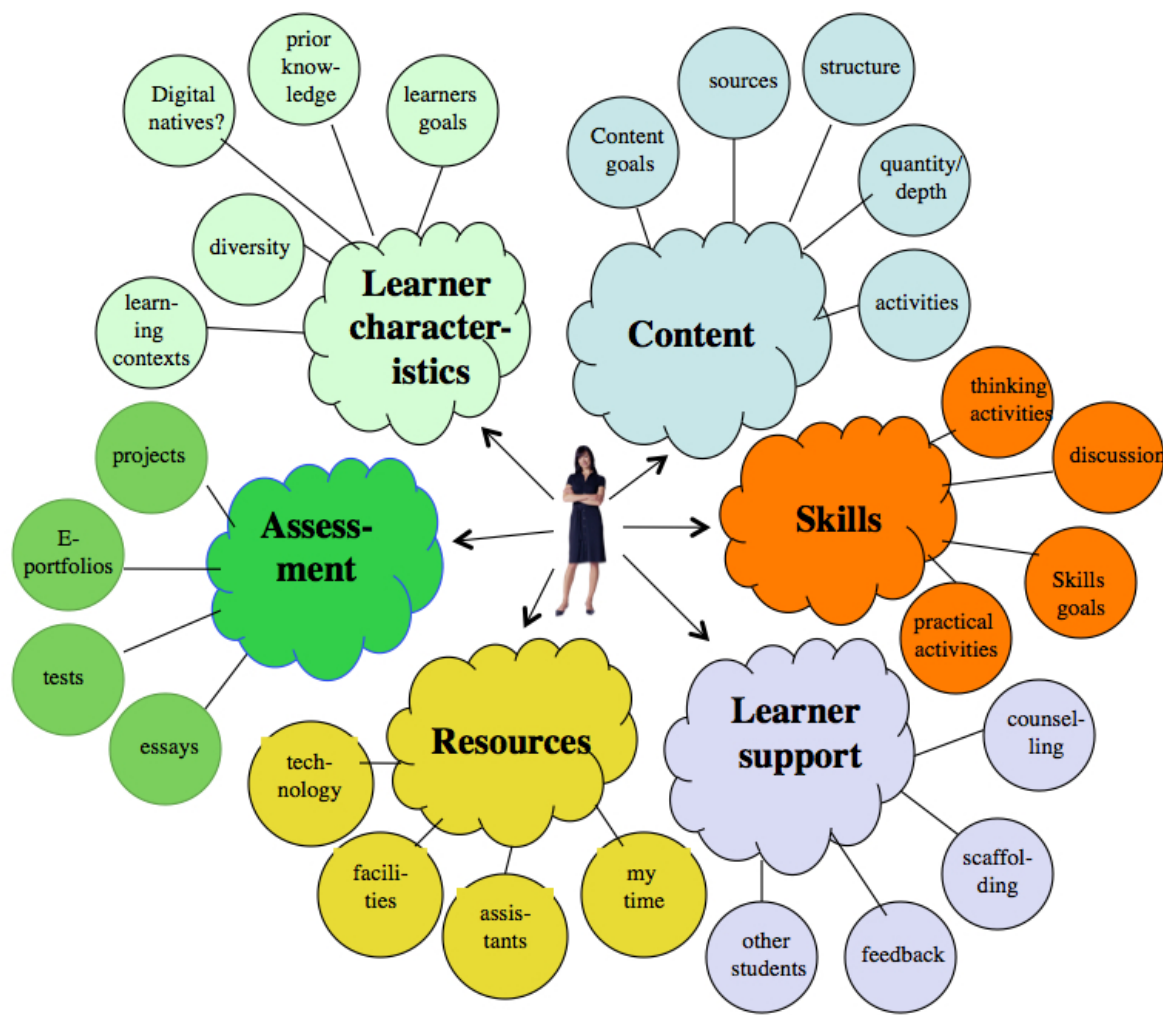 Learner
character-
istics
learn-
ing
contexts
diversity
Digital
natives?
prior
know-
ledge
learners
goals
Content
Content
goals
sources
structure
quantity/
depth
activities
Skills
thinking
activities
discussion
Skills
goals
practical
activities
Learner
support
counsel-
ling
scaffol-
ding
feedback
other
students
Resources
my
time
assis-
tants
facili-
ties
tech-
nology
Assess-
ment
essays
tests
E-
portfolios
projects